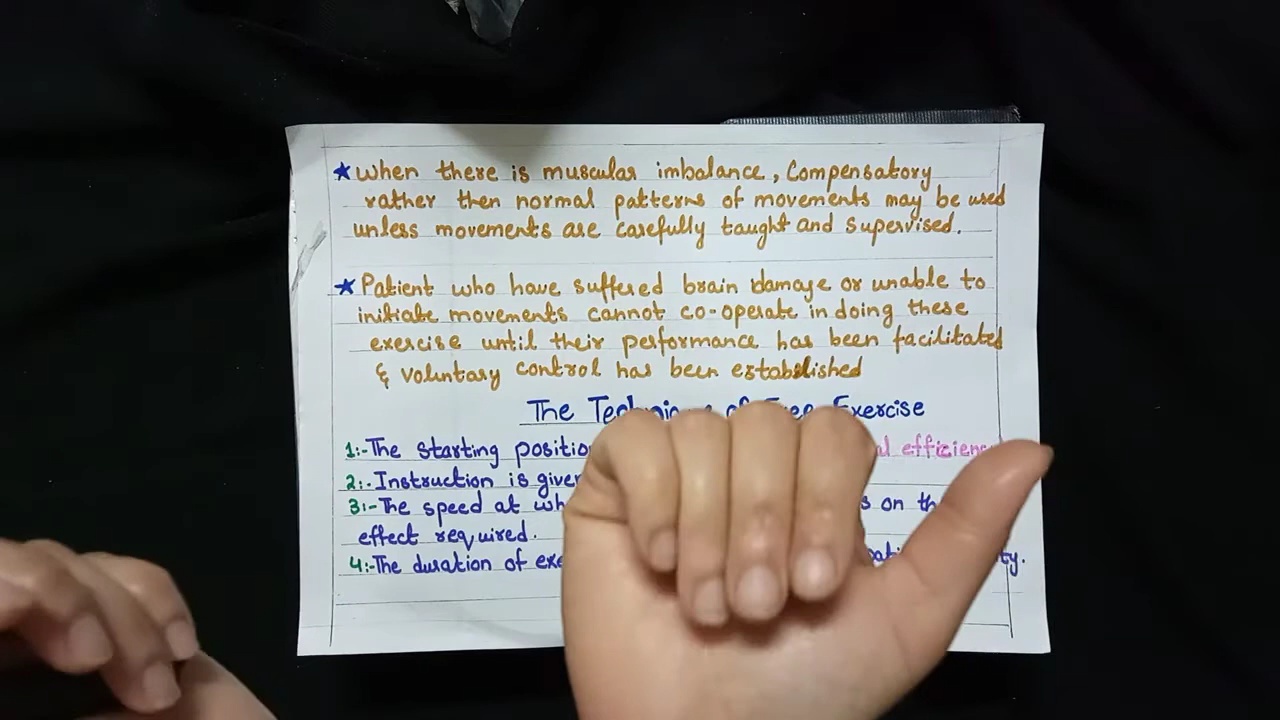 ★ When there is muscular imbalance, Compensatory
rather then normal patterns of movements may be used
unless movements are carefully taught and supervised.
★ Patient who have suffered brain damage or unable to
initiate movements cannot co-operate in doing these
exercise until their performance has been facilitated
& voluntary control has been established
The Technique of Free Exercise
1:- The starting position
2:- Instruction is given
3:- The speed at s on the
effect required.
4:- The duration of